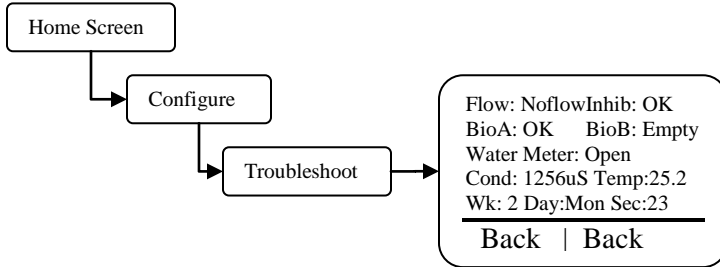 Home Screen
Configure
Troubleshoot
Flow: NoflowInhib: OK
BioA: OK BioB: Empty
Water Meter: Open
Cond: 1256uS Temp:25.2
Wk: 2 Day:Mon Sec:23
Back | Back